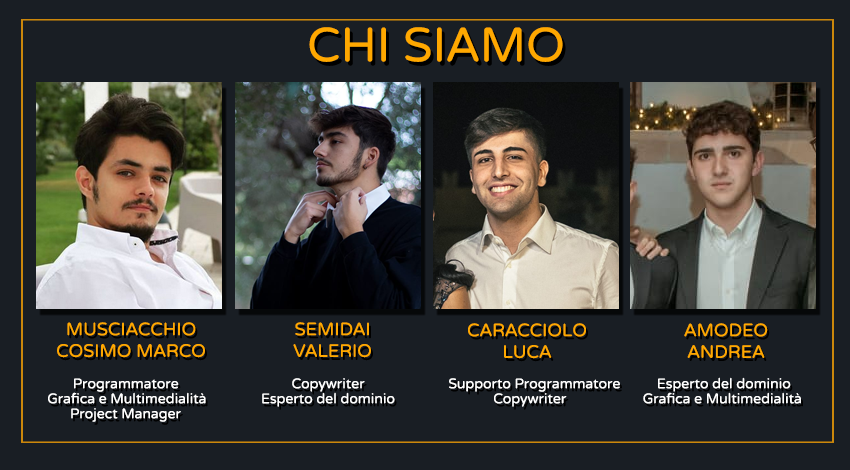 CHI SIAMO
MUSCIACCHIO
COSIMO MARCO
Programmatore
Grafica e Multimedialità
Project Manager
SEMIDAI
VALERIO
Copywriter
Esperto del dominio
CARACCIOLO
LUCA
Supporto Programmatore
Copywriter
AMODEO
ANDREA
Esperto del dominio
Grafica e Multimedialità